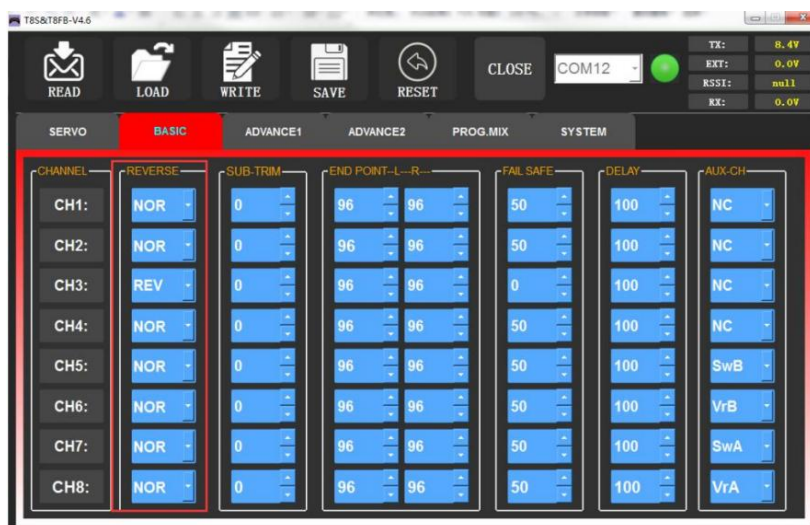 T8S&T8FB-V4.6
READ LOAD WRITE SAVE RESET CLOSE COM12
TX: 8.4V
EXT: 0.0V
RSSI: null
RX: 0.0V
SERVO BASIC ADVANCE1 ADVANCE2 PROG.MIX SYSTEM
CHANNEL REVERSE SUB-TRIM END POINT--L---R--- FAIL SAFE DELAY AUX-CH
CH1: NOR 0 96 96 50 100 NC
CH2: NOR 0 96 96 50 100 NC
CH3: REV 0 96 96 0 100 NC
CH4: NOR 0 96 96 50 100 NC
CH5: NOR 0 96 96 50 100 SwB
CH6: NOR 0 96 96 50 100 VrB
CH7: NOR 0 96 96 50 100 SwA
CH8: NOR 0 96 96 50 100 VrA